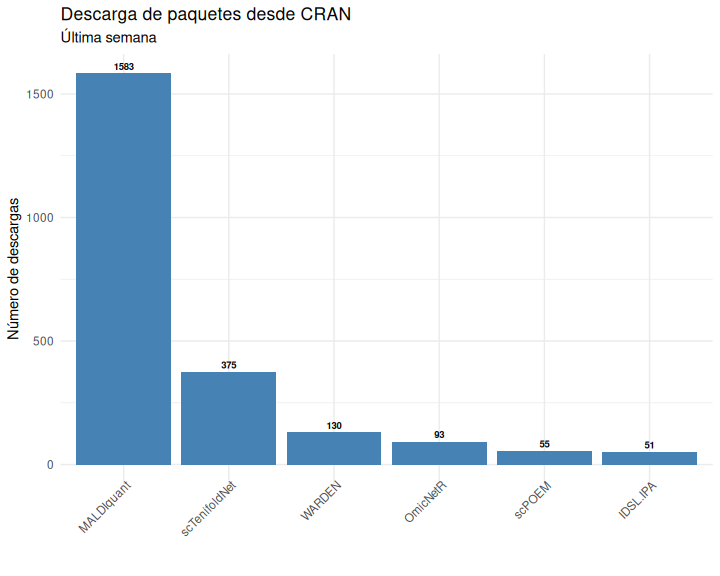 Descarga de paquetes desde CRAN
Última semana
Número de descargas
1500
1000
500
0
1583
375
130
93
55
51
MALDIquant
scTenifoldNet
WARDEN
OmicNetR
scPOEM
IDSL.IPA